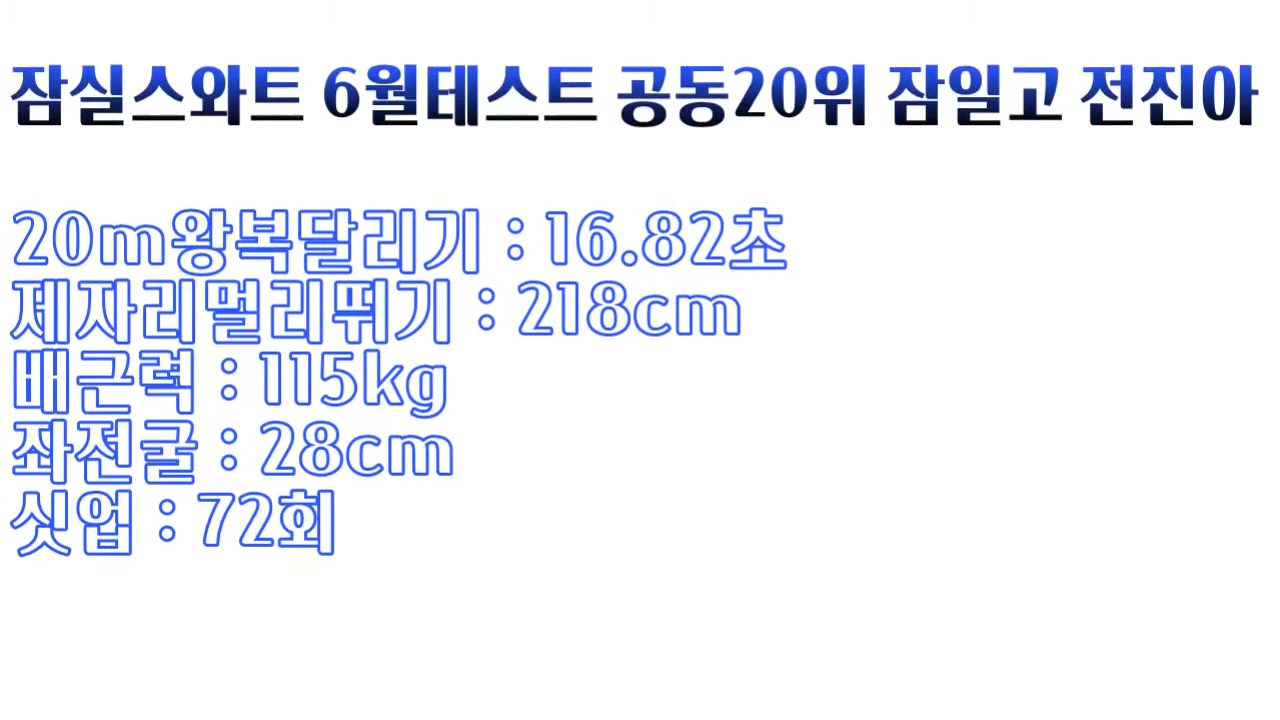 잠실스와트 6월테스트 공동20위 잠일고 전진아
20m왕복달리기 : 16.82초
제자리멀리뛰기 : 218cm
배근력 : 115kg
좌전굴 : 28cm
싯업 : 72회